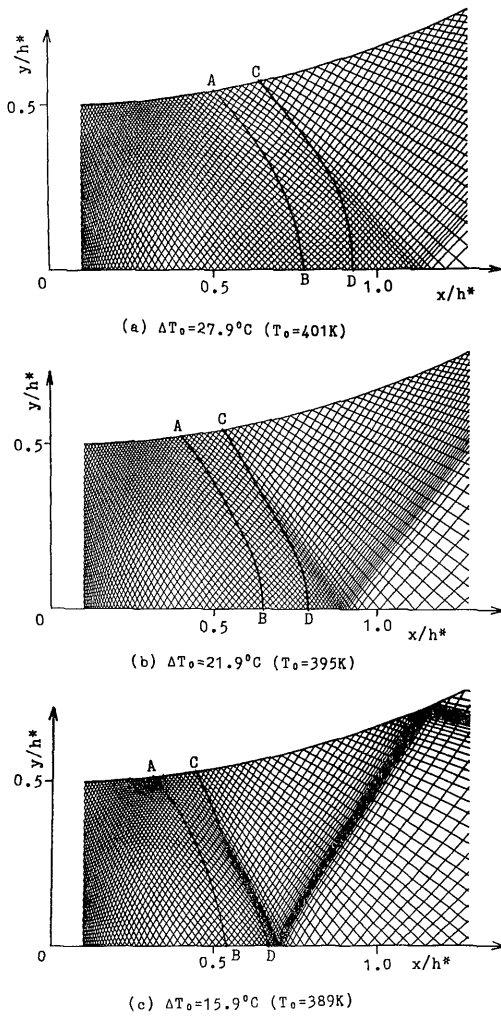 y/h*
0.5
A
C
0
0.5
B
D
1.0
x/h*
(a) ΔT₀=27.9°C (T₀=401K)
y/h*
0.5
A
C
0
0.5
B
D
1.0
x/h*
(b) ΔT₀=21.9°C (T₀=395K)
y/h*
0.5
A
C
0
0.5
B
D
1.0
x/h*
(c) ΔT₀=15.9°C (T₀=389K)